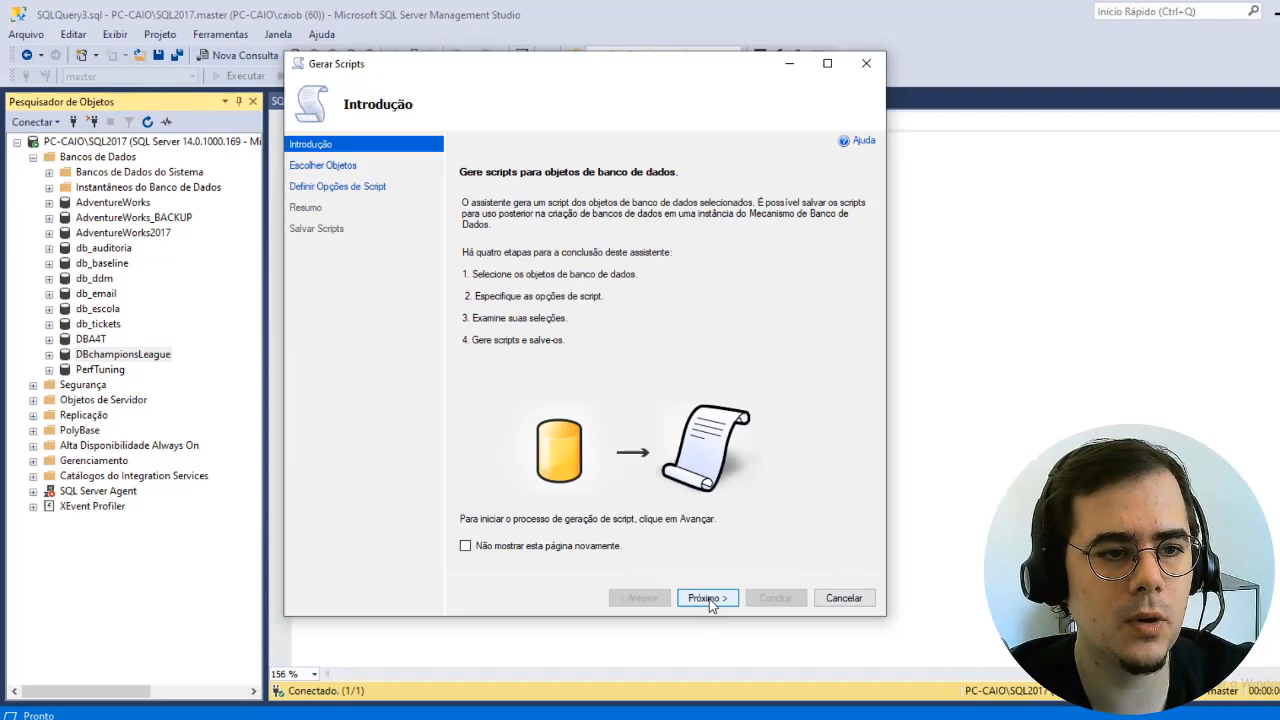 SQLQuery3.sql - PC-CAIO\SQL2017.master (PC-CAIO\caiob (60)) - Microsoft SQL Server Management Studio
Início Rápido (Ctrl+Q)
Arquivo Editar Exibir Projeto Ferramentas Janela Ajuda
Nova Consulta
master
Executar
Pesquisador de Objetos
Conectar
PC-CAIO\SQL2017 (SQL Server 14.0.1000.169 - Mi
Bancos de Dados
Bancos de Dados do Sistema
Instantâneos do Banco de Dados
AdventureWorks
AdventureWorks_BACKUP
AdventureWorks2017
db_auditoria
db_baseline
db_ddm
db_email
db_escola
db_tickets
DBA4T
DBchampionsLeague
PerfTuning
Segurança
Objetos de Servidor
Replicação
PolyBase
Alta Disponibilidade Always On
Gerenciamento
Catálogos do Integration Services
SQL Server Agent
XEvent Profiler
Gerar Scripts
Introdução
Introdução
Escolher Objetos
Definir Opções de Script
Resumo
Salvar Scripts
Ajuda
Gere scripts para objetos de banco de dados.
O assistente gera um script dos objetos de banco de dados selecionados. É possível salvar os scripts
para uso posterior na criação de bancos de dados em uma instância do Mecanismo de Banco de
Dados.
Há quatro etapas para a conclusão deste assistente:
1. Selecione os objetos de banco de dados.
2. Especifique as opções de script.
3. Examine suas seleções.
4. Gere scripts e salve-os.
Para iniciar o processo de geração de script, clique em Avançar.
Não mostrar esta página novamente.
< Anterior Próximo > Concluir Cancelar
156 %
Conectado. (1/1)
PC-CAIO\SQL2017
master
00:00:0
Pronto